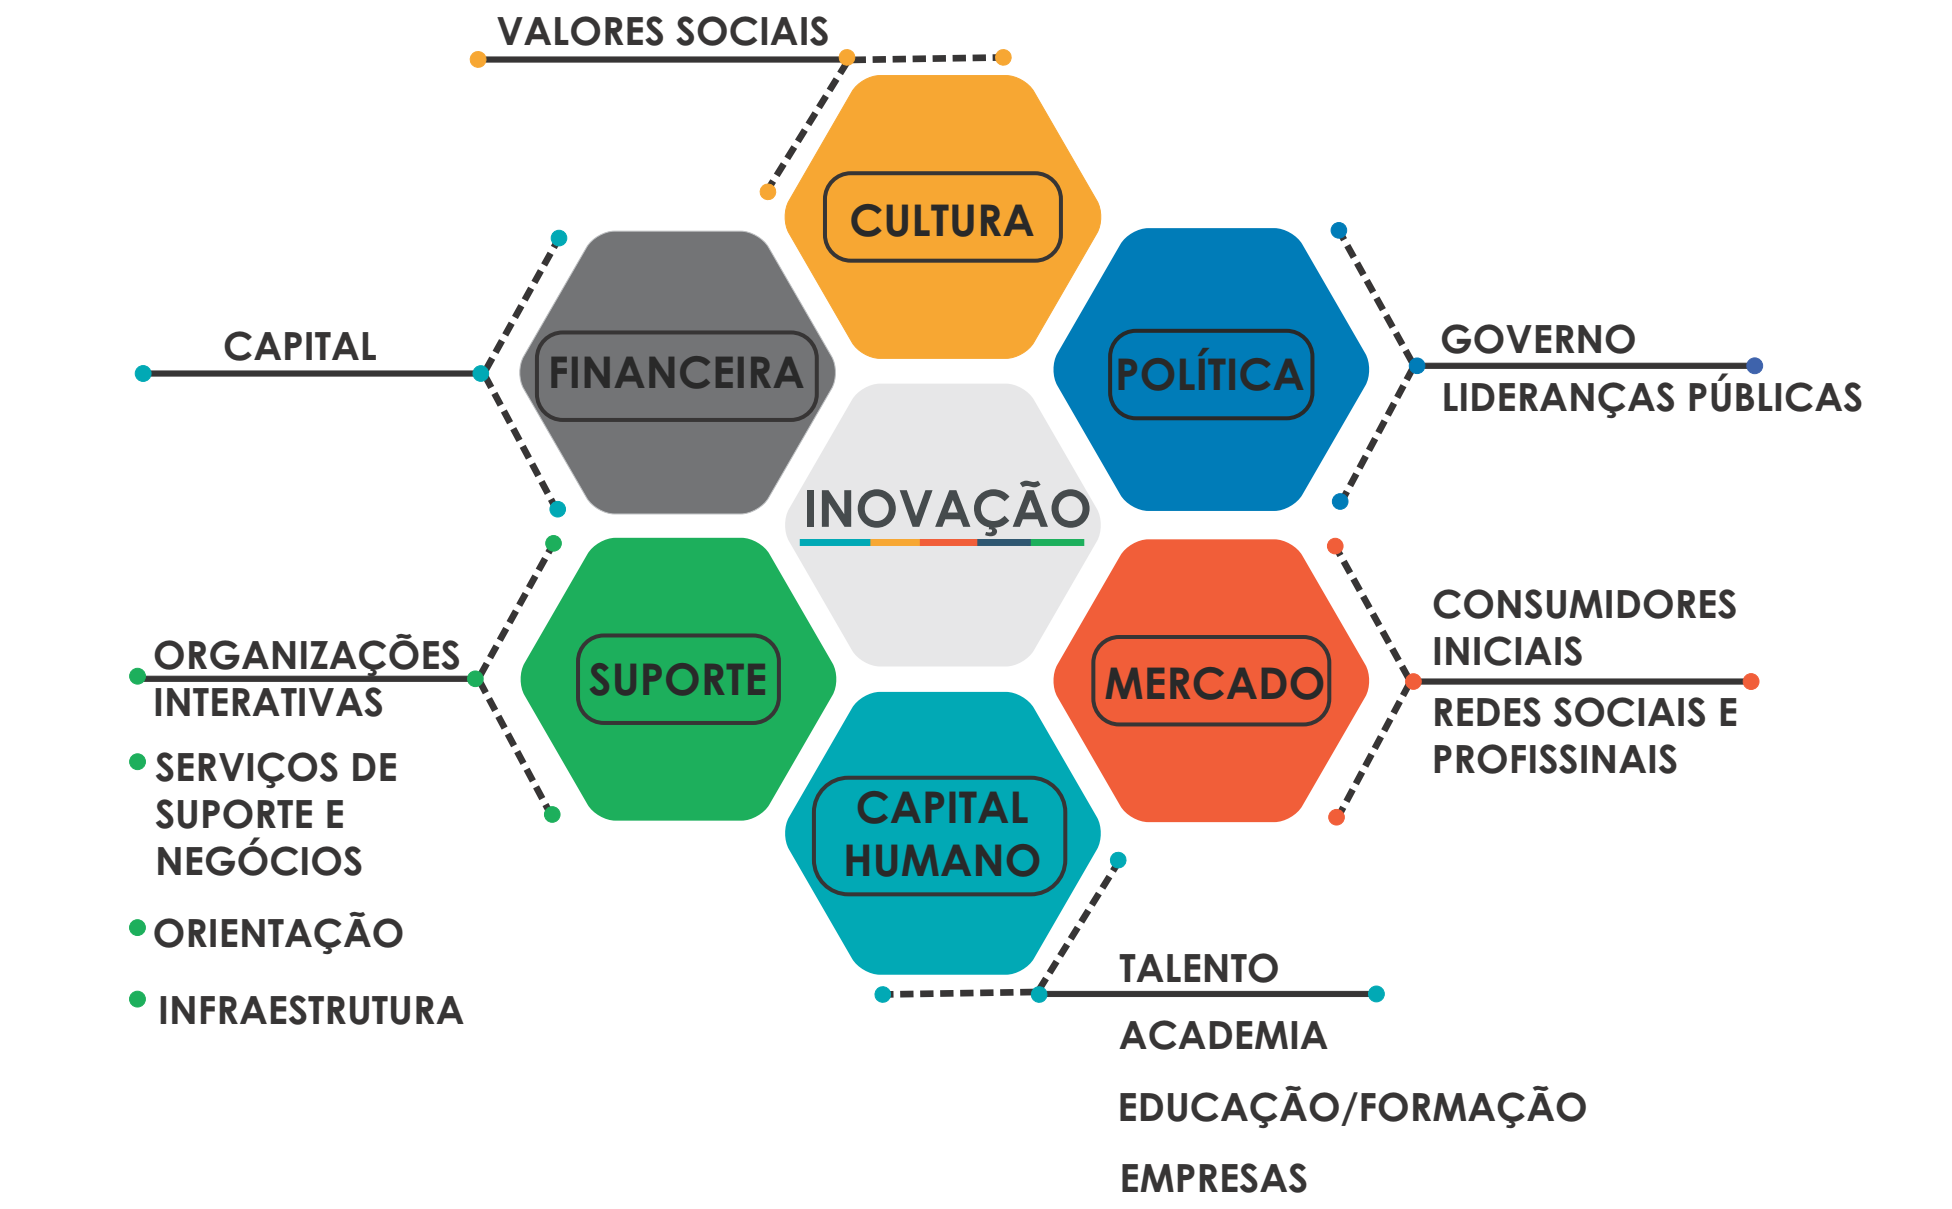 VALORES SOCIAIS
CULTURA
CAPITAL
FINANCEIRA
POLÍTICA
GOVERNO
LIDERANÇAS PÚBLICAS
INOVAÇÃO
ORGANIZAÇÕES
INTERATIVAS
SERVIÇOS DE
SUPORTE E
NEGÓCIOS
ORIENTAÇÃO
INFRAESTRUTURA
SUPORTE
MERCADO
CONSUMIDORES
INICIAIS
REDES SOCIAIS E
PROFISSINAIS
CAPITAL
HUMANO
TALENTO
ACADEMIA
EDUCAÇÃO/FORMAÇÃO
EMPRESAS